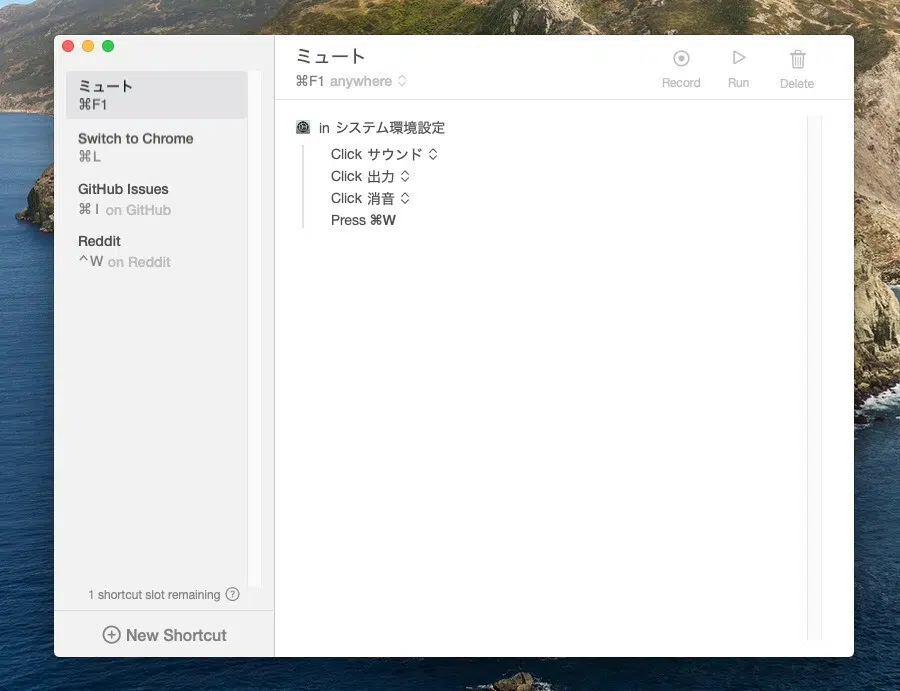 ミュート
⌘F1
Switch to Chrome
⌘L
GitHub Issues
⌘I on GitHub
Reddit
^W on Reddit
1 shortcut slot remaining ?
New Shortcut
ミュート
⌘F1 anywhere
Record Run Delete
in システム環境設定
Click サウンド
Click 出力
Click 消音
Press ⌘W